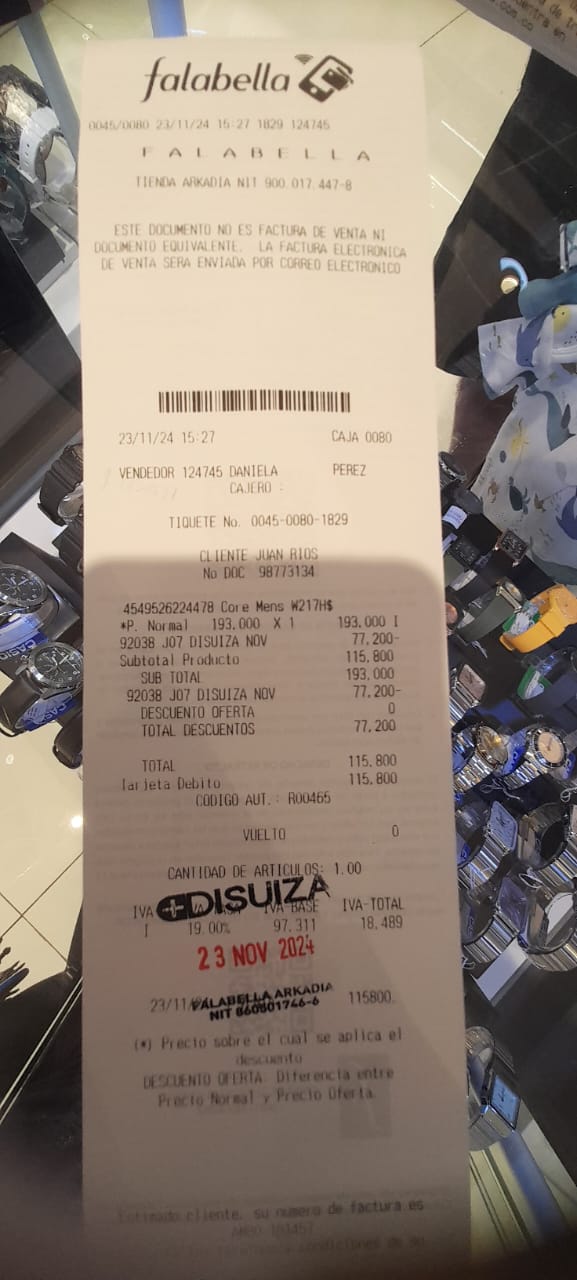 falabella
0045/0080 23/11/24 15:27 1829 124745
FALABELLA
TIENDA ARKADIA NIT 900.017.447-8
ESTE DOCUMENTO NO ES FACTURA DE VENTA NI
DOCUMENTO EQUIVALENTE. LA FACTURA ELECTRONICA
DE VENTA SERA ENVIADA POR CORREO ELECTRONICO
23/11/24 15:27 CAJA 0080
VENDEDOR 124745 DANIELA PEREZ
CAJERO :
TIQUETE No. 0045-0080-1829
CLIENTE JUAN RIOS
No DOC 98773134
4549526224478 Core Mens W217H$
*P. Normal 193.000 X 1 193.000 I
92038 J07 DISUIZA NOV 77,200-
Subtotal Producto 115,800
SUB TOTAL 193,000
92038 J07 DISUIZA NOV 77,200-
DESCUENTO OFERTA 0
TOTAL DESCUENTOS 77,200
TOTAL 115.800
Tarjeta Debito 115.800
CODIGO AUT.: R00465
VUELTO 0
CANTIDAD DE ARTICULOS: 1.00
DISUIZA
IVA IVA BASE IVA-TOTAL
I 19.00% 97.311 18.489
23 NOV 2024
FALABELLA ARKADIA
23/11/ 115800.
NIT 860801746-6
(*) Precio sobre el cual se aplica el
descuento
DESCUENTO OFERTA: Diferencia entre
Precio Normal y Precio Oferta.
Estimado cliente, su numero de factura es
CASIO